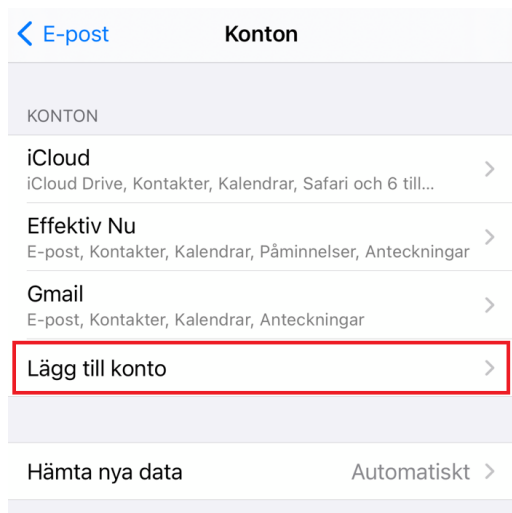 E-post
Konton
KONTON
iCloud
iCloud Drive, Kontakter, Kalendrar, Safari och 6 till...
Effektiv Nu
E-post, Kontakter, Kalendrar, Påminnelser, Anteckningar
Gmail
E-post, Kontakter, Kalendrar, Anteckningar
Lägg till konto
Hämta nya data Automatiskt